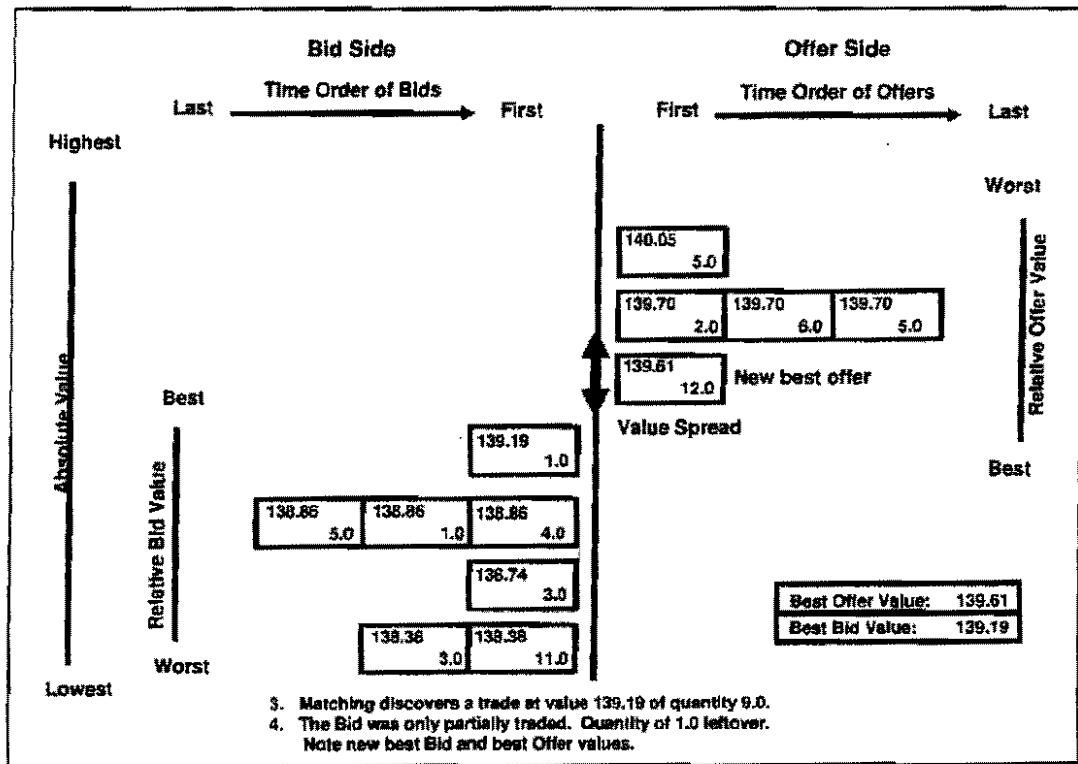 Bid Side
Offer Side
Time Order of Bids
Time Order of Offers
Last
First
First
Last
Highest
Worst
140.05
5.0
139.70
2.0
139.70
6.0
139.70
5.0
139.61
12.0
New best offer
Value Spread
Absolute Value
Relative Offer Value
Best
Best
139.19
1.0
Relative Bid Value
138.86
5.0
138.86
1.0
138.86
4.0
138.74
3.0
138.38
3.0
138.38
11.0
Worst
Lowest
Best Offer Value: 139.61
Best Bid Value: 139.19
3. Matching discovers a trade at value 139.19 of quantity 9.0.
4. The Bid was only partially traded. Quantity of 1.0 leftover.
Note new best Bid and best Offer values.